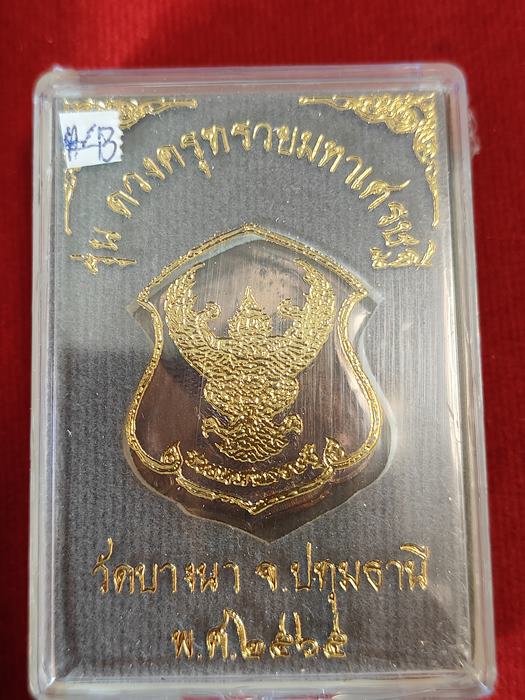 รุ่น ดวงครุฑรวยมหาเศรษฐี
วัดบางนา จ.ปทุมธานี
พ.ศ.๒๕๖๕